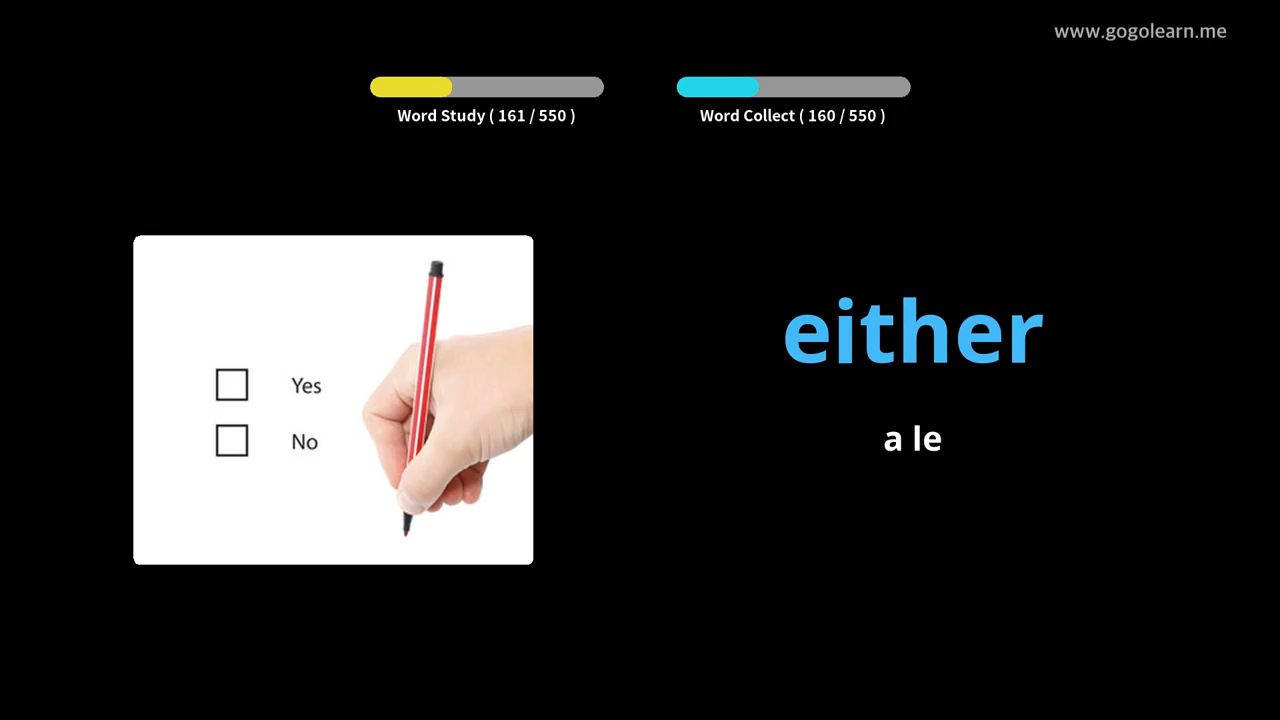 www.gogolearn.me
Word Study ( 161 / 550 )
Word Collect ( 160 / 550 )
Yes
No
either
a le